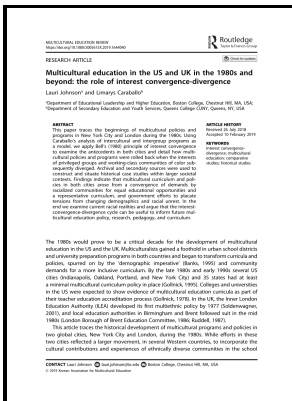 MULTICULTURAL EDUCATION REVIEW
https://doi.org/10.1080/2005615X.2019.1644040
Routledge
Taylor & Francis Group
RESEARCH ARTICLE
Check for updates
Multicultural education in the US and UK in the 1980s and
beyond: the role of interest convergence-divergence
Lauri Johnson and Limarys Caraballo
Department of Educational Leadership and Higher Education, Boston College, Chestnut Hill, MA, USA;
Department of Secondary Education and Youth Services, Queens College CUNY, Queens, NY, USA
ABSTRACT
This paper traces the beginnings of multicultural policies and
programs in New York City and London during the 1980s. Using
Caraballo's analysis of identity and intergroup programs as
a model, we apply Bell's (1980) principle of interest convergence
to examine the antecedents in both cities and detail how multi-
cultural policies and programs were rolled back when the interests
of privileged groups and working-class communities of color sub-
sequently diverged. Archival and secondary sources were used to
construct and situate historical case studies within larger societal
contexts. Findings indicate that multicultural curriculum and poli-
cies in both cities arose from a convergence of demands by
racialized communities for equal educational opportunities and
a representative curriculum, and government efforts to placate
tensions from changing demographics and racial unrest. In the
end we examine current racial realities and argue that the interest-
convergence-divergence cycle can be useful to inform future mul-
ticultural education policy, research, pedagogy, and curriculum.
ARTICLE HISTORY
Received 26 July 2018
Accepted 10 February 2019
KEYWORDS
Interest convergence-
divergence; multicultural
education; comparative
studies; historical studies
The 1980s would prove to be a critical decade for the development of multicultural
education in the US and the UK. Multiculturalists gained a foothold in urban school districts
and university preparation programs in both countries and began to transform curricula and
policies, spurred on by the 'demographic imperative' (Banks, 1995) and community
demands for a more inclusive curriculum. By the late 1980s and early 1990s several US
cities (Indianapolis, Oakland, Portland, and New York City) and 35 states had at least
a minimal multicultural curriculum policy in place (Gollnick, 1995). Colleges and universities
in the US were expected to show evidence of multicultural education curricula as part of
their teacher education accreditation process (Gollnick, 1978). In the UK, the Inner London
Education Authority (ILEA) developed its first multiethnic policy by 1977
and local education authorities in Birmingham and Brent followed suit in the mid
1980s (London Borough of Brent Education Committee, 1986; Ruddell, 1987).
This article traces the historical development of multicultural programs and policies in
two global cities, New York City and London, during the 1980s. While efforts in these
two cities reflected a larger movement, in several Western countries, to incorporate the
cultural contributions and experiences of ethnically diverse communities in the school
CONTACT Lauri Johnson
© 2019 Korean Association for Multicultural Education